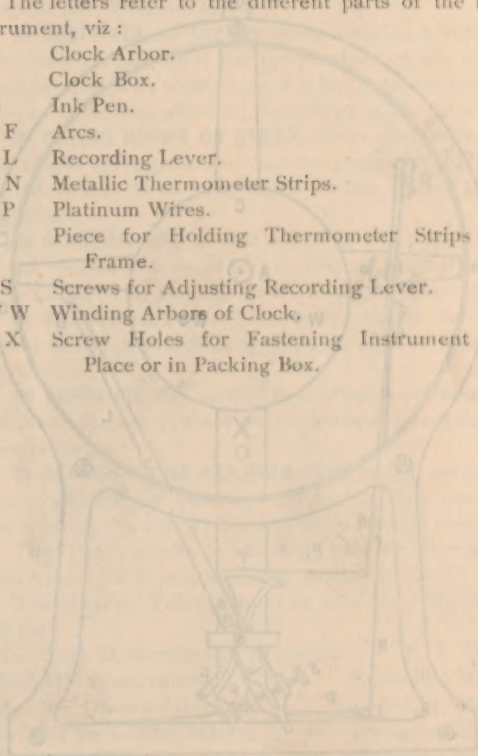 The letters refer to the different parts of the
rument, viz :
Clock Arbor.
Clock Box.
Ink Pen.
F Arcs.
L Recording Lever.
N Metallic Thermometer Strips.
P Platinum Wires.
Piece for Holding Thermometer Strips
Frame.
S Screws for Adjusting Recording Lever.
W Winding Arbors of Clock.
X Screw Holes for Fastening Instrument
Place or in Packing Box.